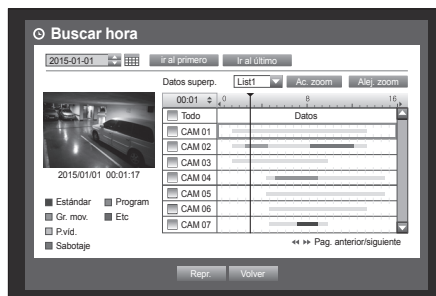 Buscar hora
2015-01-01 ir al primero Ir al último
Datos superp. List1 Ac. zoom Alej. zoom
00:01 0 8 16
Todo Datos
CAM 01
CAM 02
CAM 03
CAM 04
CAM 05
CAM 06
CAM 07
2015/01/01 00:01:17
Estándar Program
Gr. mov. Etc
P.víd.
Sabotaje
Pag. anterior/siguiente
Repr. Volver